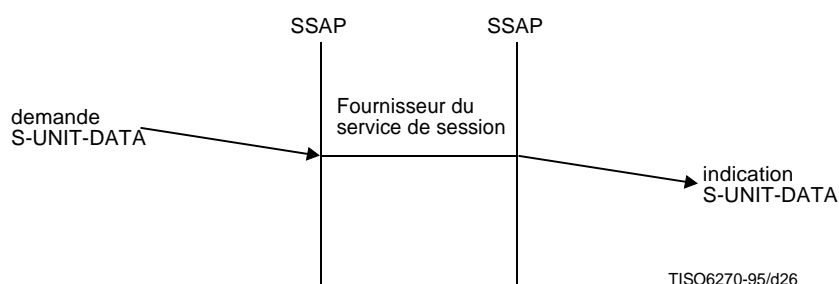 SSAP
SSAP
Fournisseur du
service de session
demande
S-UNIT-DATA
indication
S-UNIT-DATA
TISO6270-95/d26